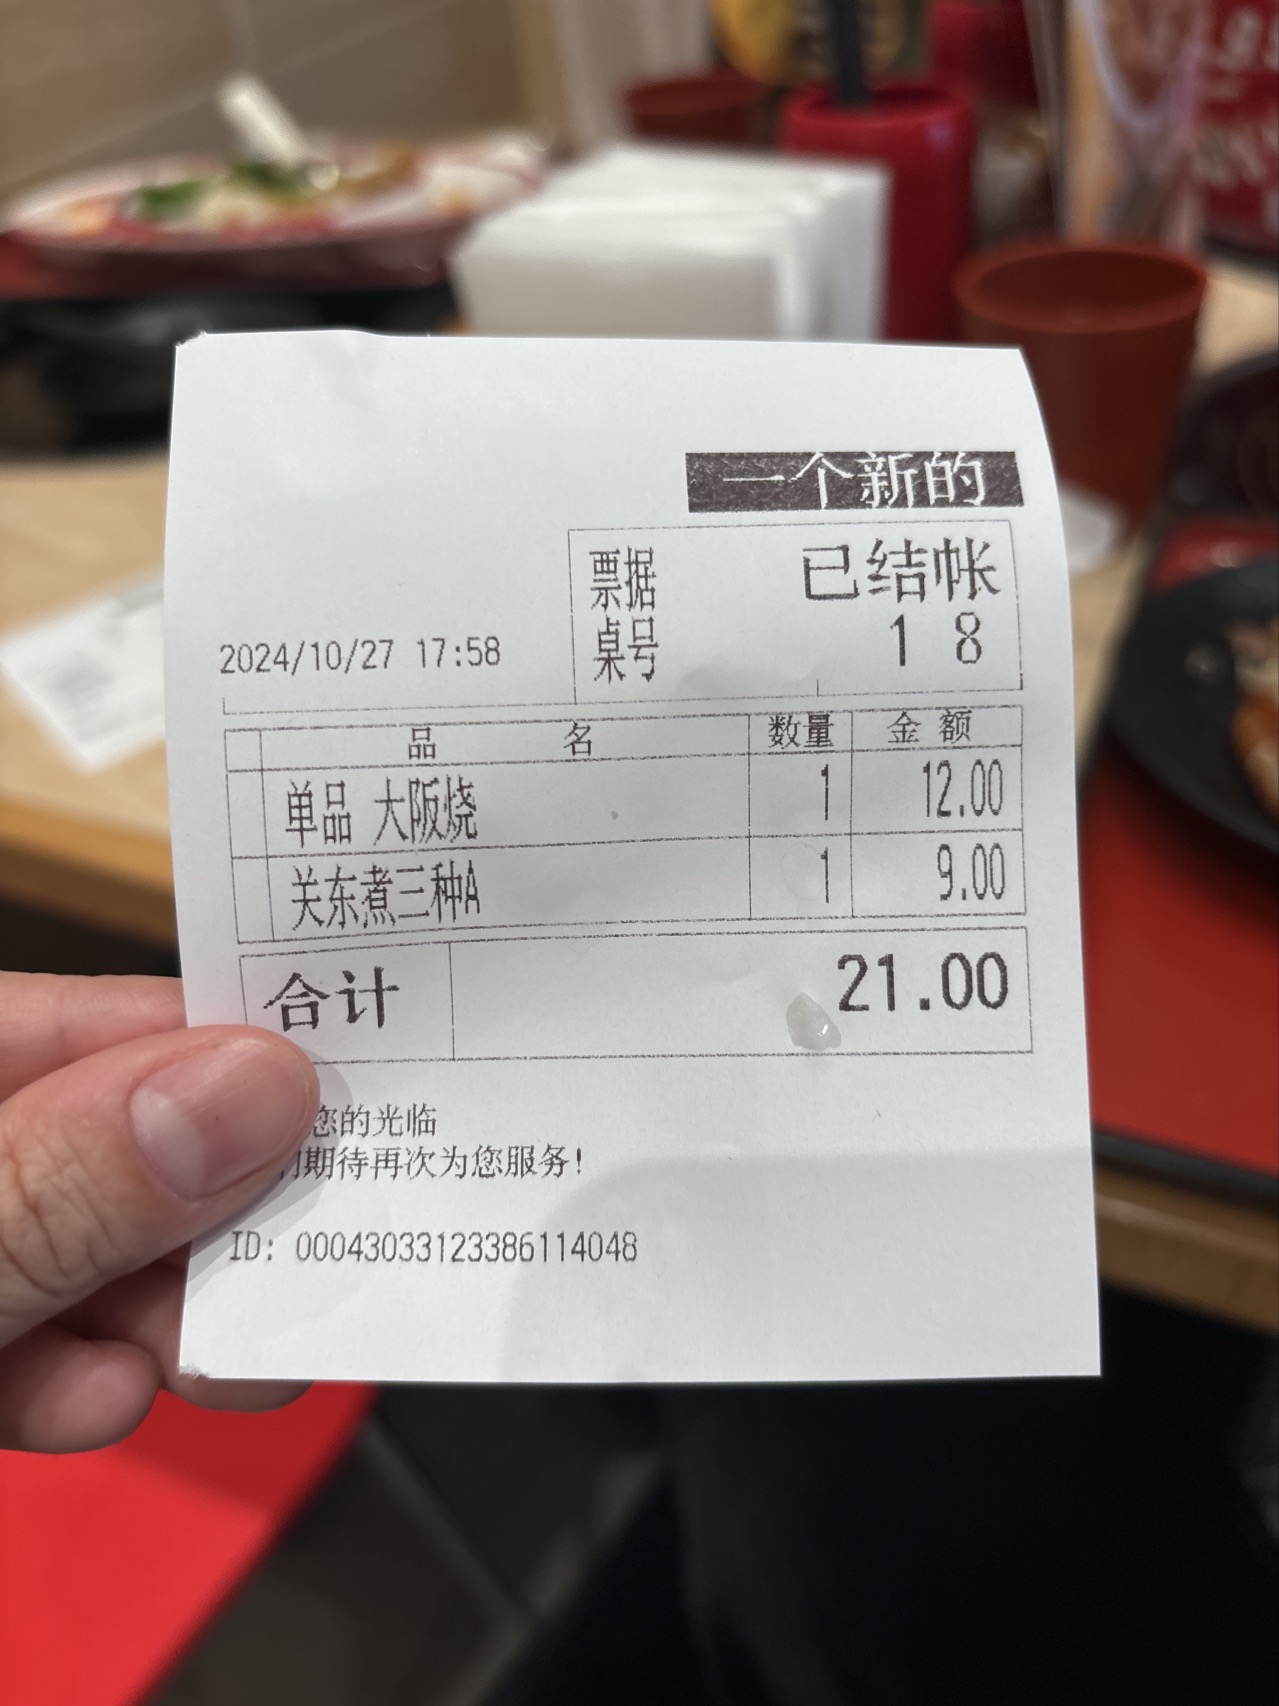 一个新的
票据 已结帐
2024/10/27 17:58 桌号 18
品名 数量 金额
单品 大阪烧 1 12.00
关东煮三种A 1 9.00
合计 21.00
您的光临
期待再次为您服务!
ID: 00043033123386114048